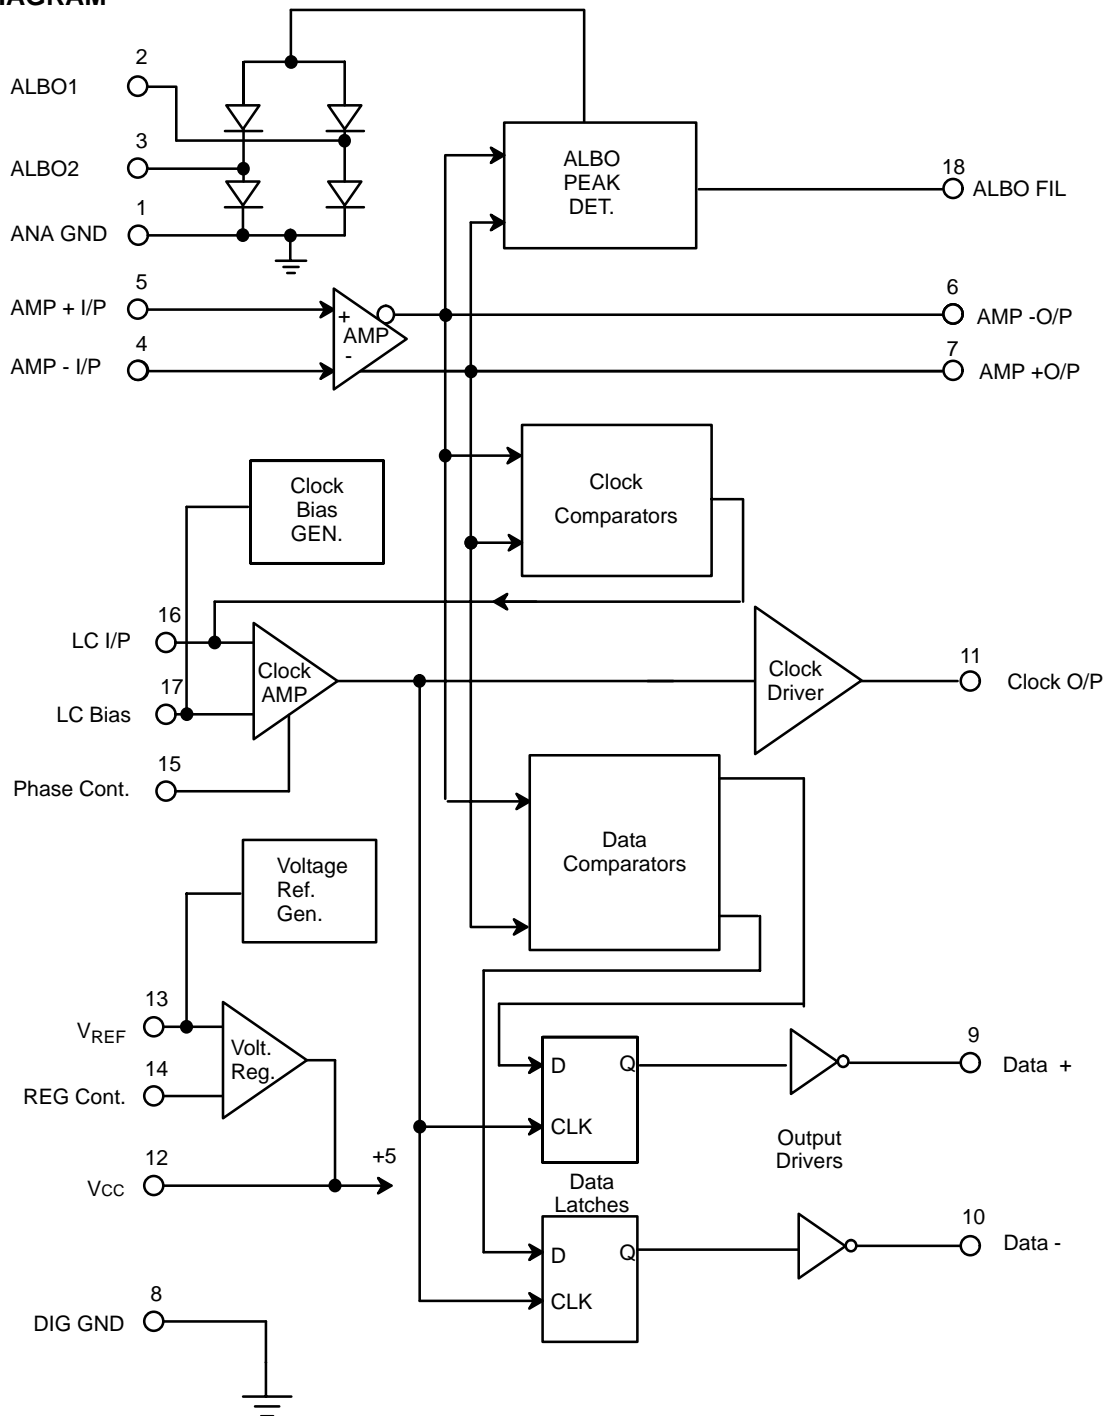 2
ALBO1
3
ALBO2
1
ANA GND
5
AMP + I/P
4
AMP - I/P
+
AMP
-
ALBO
PEAK
DET.
18
ALBO FIL
6
AMP -O/P
7
AMP +O/P
Clock
Bias
GEN.
Clock
Comparators
16
LC I/P
17
LC Bias
15
Phase Cont.
Clock
AMP
Clock
Driver
11
Clock O/P
Data
Comparators
Voltage
Ref.
Gen.
13
VREF
14
REG Cont.
Volt.
Reg.
12
VCC
+5
D
Q
CLK
9
Data +
Output
Drivers
Data
Latches
D
Q
CLK
10
Data -
8
DIG GND